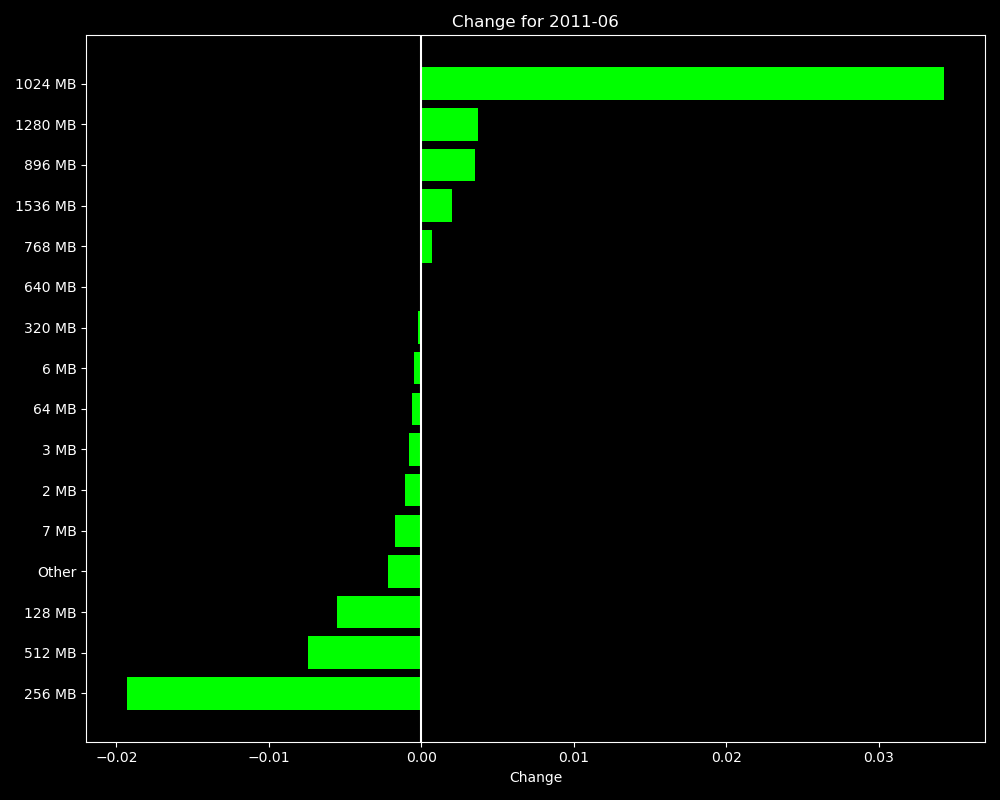 Change for 2011-06
1024 MB
1280 MB
896 MB
1536 MB
768 MB
640 MB
320 MB
6 MB
64 MB
3 MB
2 MB
7 MB
Other
128 MB
512 MB
256 MB
−0.02 −0.01 0.00 0.01 0.02 0.03
Change